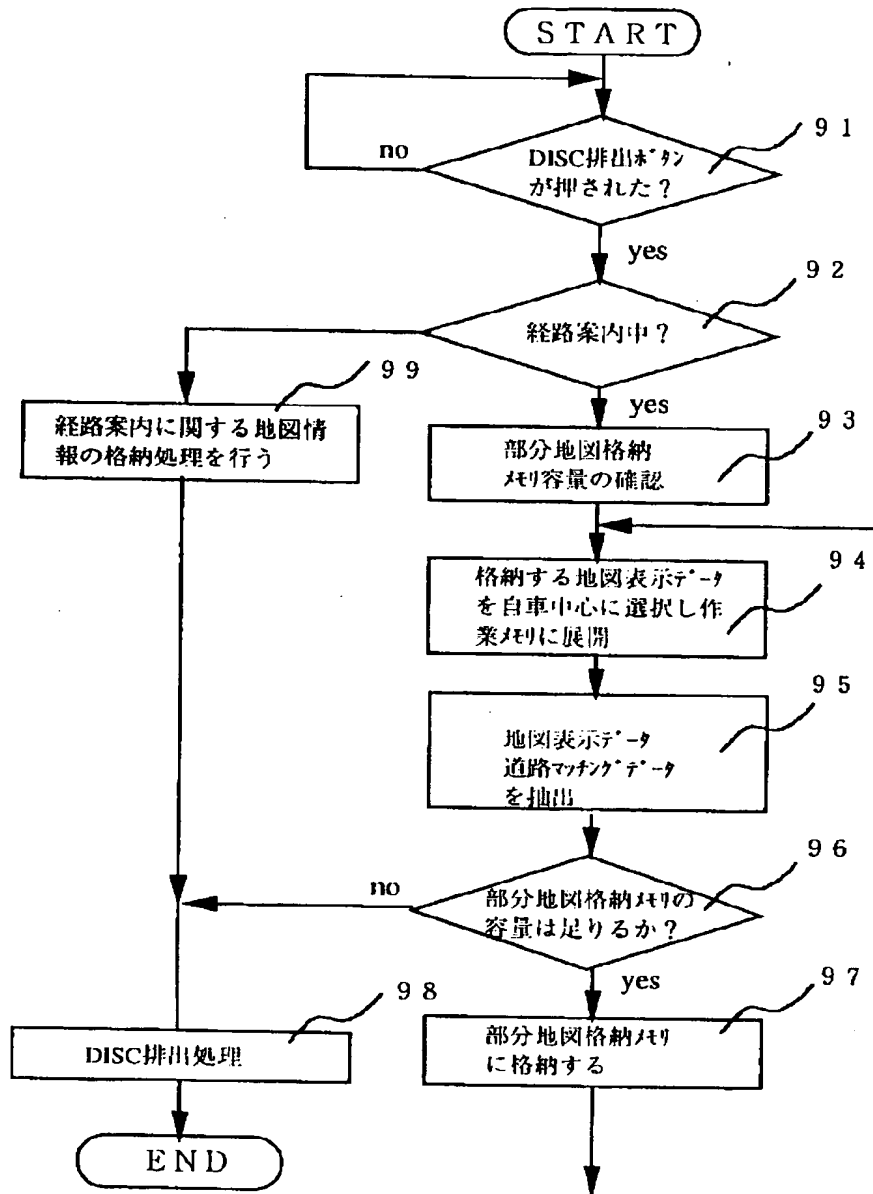 START
91
no
DISC排出ﾎﾞﾀﾝ
が押された？
yes
92
経路案内中？
99
yes
経路案内に関する地図情
報の格納処理を行う
93
部分地図格納
ﾒﾓﾘ容量の確認
94
格納する地図表示ﾃﾞｰﾀ
を自車中心に選択し作
業ﾒﾓﾘに展開
95
地図表示ﾃﾞｰﾀ
道路ﾏｯﾁﾝｸﾞﾃﾞｰﾀ
を抽出
96
no
部分地図格納ﾒﾓﾘの
容量は足りるか？
yes
97
98
部分地図格納ﾒﾓﾘ
に格納する
DISC排出処理
END